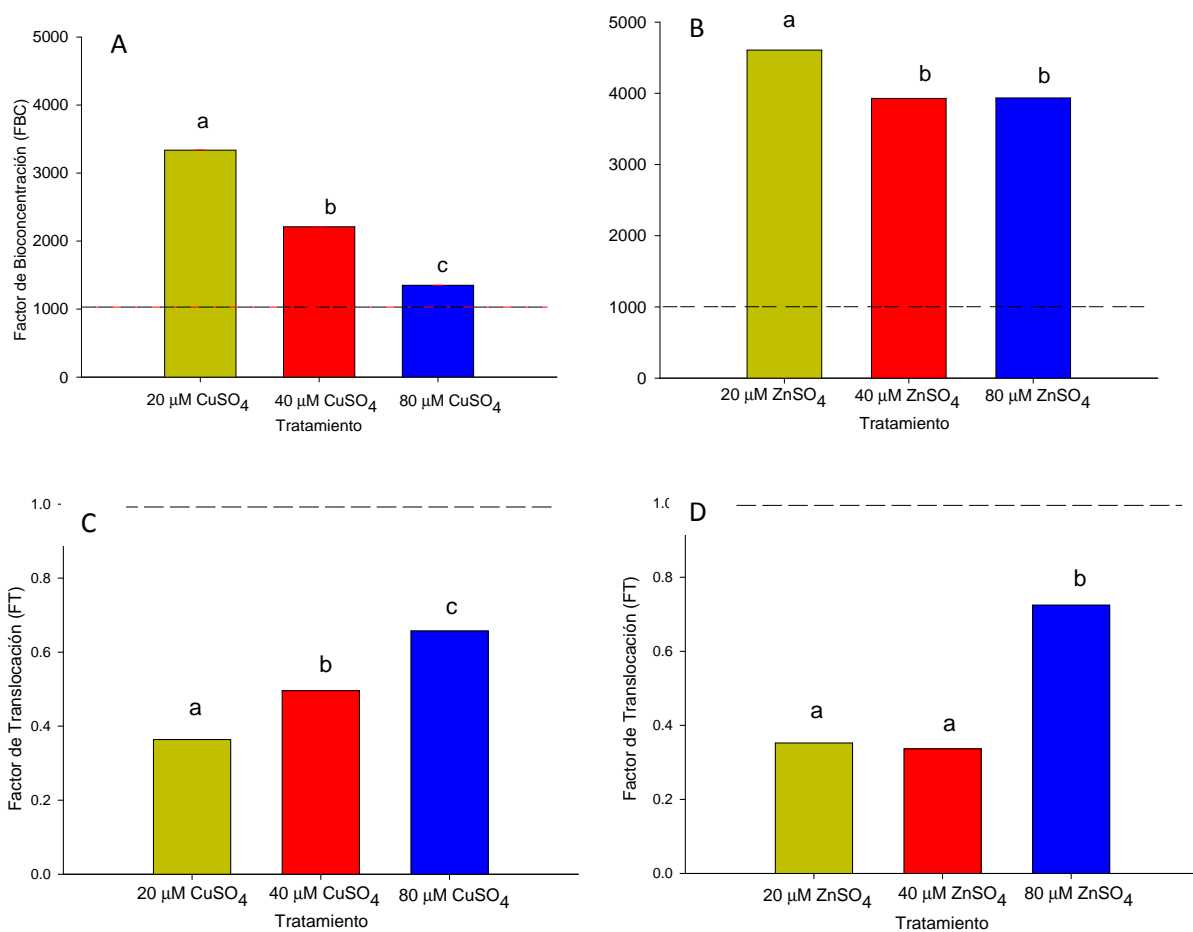 A
5000
4000
3000
2000
1000
0
Factor de Bioconcentración (FBC)
a
b
c
20 μM CuSO4
40 μM CuSO4
80 μM CuSO4
Tratamiento
B
5000
4000
3000
2000
1000
0
a
b
b
20 μM ZnSO4
40 μM ZnSO4
80 μM ZnSO4
Tratamiento
C
1.0
0.8
0.6
0.4
0.2
0.0
Factor de Translocación (FT)
a
b
c
20 μM CuSO4
40 μM CuSO4
80 μM CuSO4
Tratamiento
D
1.0
0.8
0.6
0.4
0.2
0.0
Factor de Translocación (FT)
a
a
b
20 μM ZnSO4
40 μM ZnSO4
80 μM ZnSO4
Tratamiento